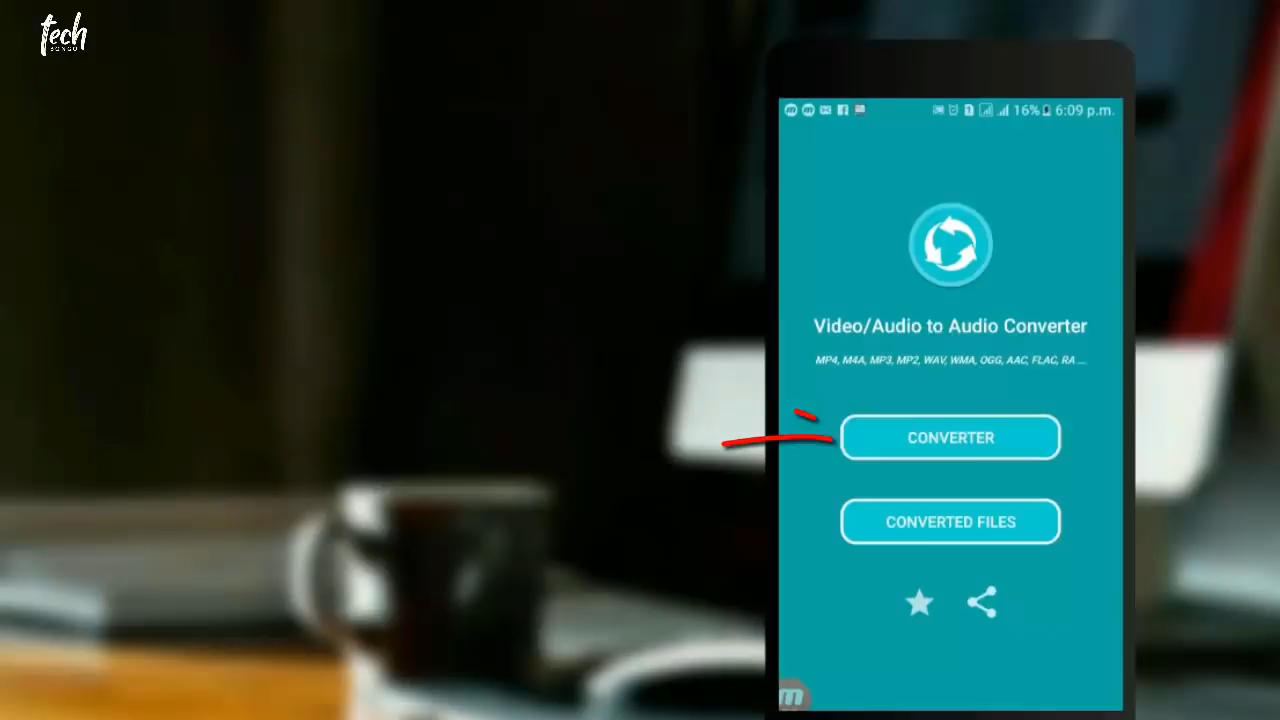 tech
16% 6:09 p.m.
Video/Audio to Audio Converter
MP4, M4A, MP3, MP2, WAV, WMA, OGG, AAC, FLAC, RA ...
CONVERTER
CONVERTED FILES
m